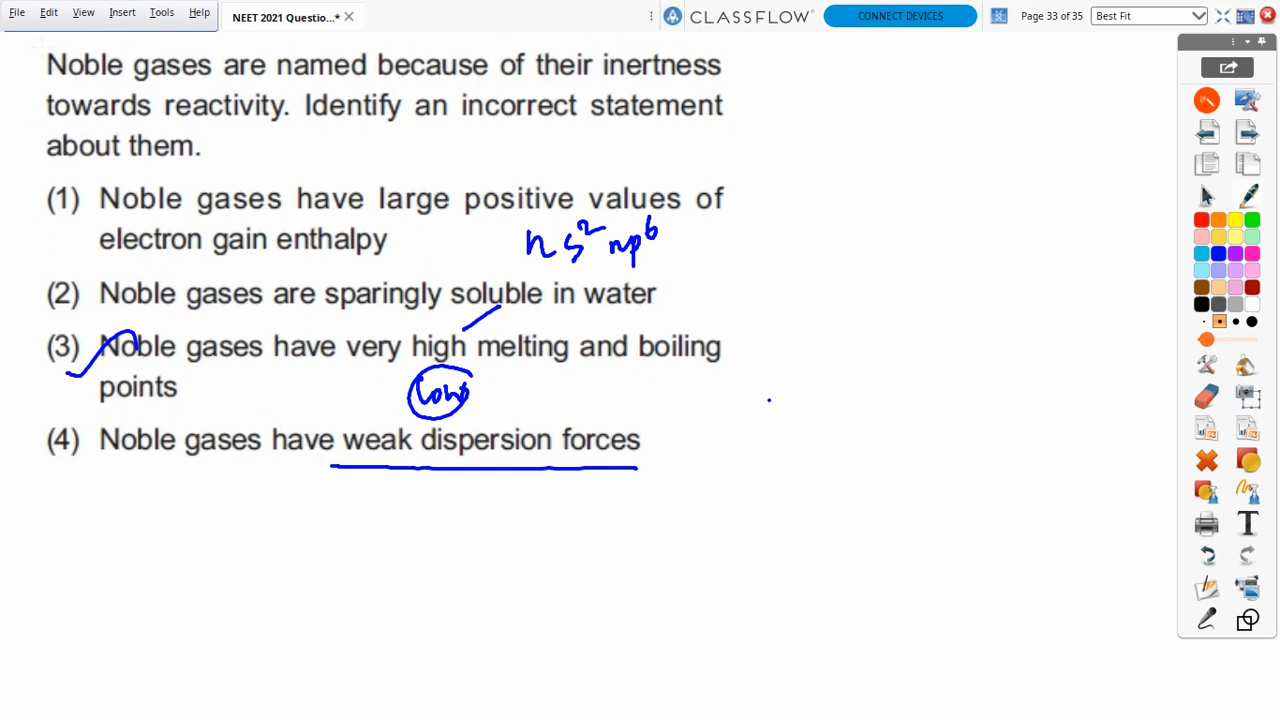 File Edit View Insert Tools Help NEET 2021 Questio...* CLASSFLOW CONNECT DEVICES Page 33 of 35 Best Fit
Noble gases are named because of their inertness
towards reactivity. Identify an incorrect statement
about them.
(1) Noble gases have large positive values of
electron gain enthalpy
ns² np⁶
(2) Noble gases are sparingly soluble in water
(3) Noble gases have very high melting and boiling
points
low
(4) Noble gases have weak dispersion forces